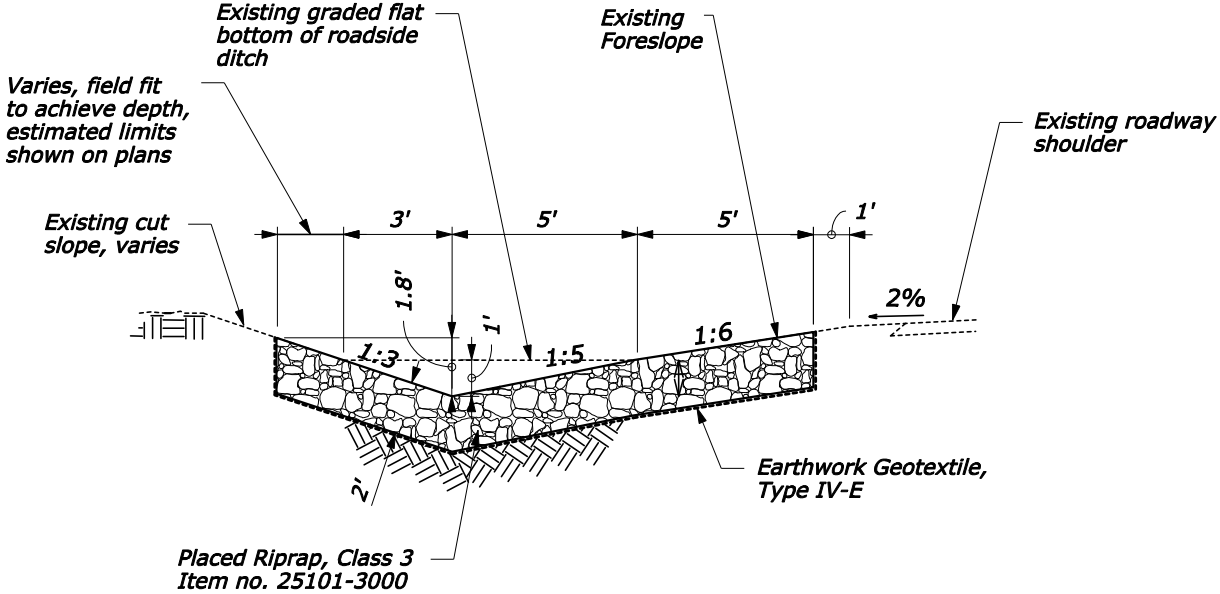 Existing graded flat
bottom of roadside
ditch
Existing
Foreslope
Varies, field fit
to achieve depth,
estimated limits
shown on plans
Existing roadway
shoulder
Existing cut
slope, varies
3'
5'
5'
1'
1.8'
1'
2%
1:3
1:5
1:6
2'
Earthwork Geotextile,
Type IV-E
Placed Riprap, Class 3
Item no. 25101-3000